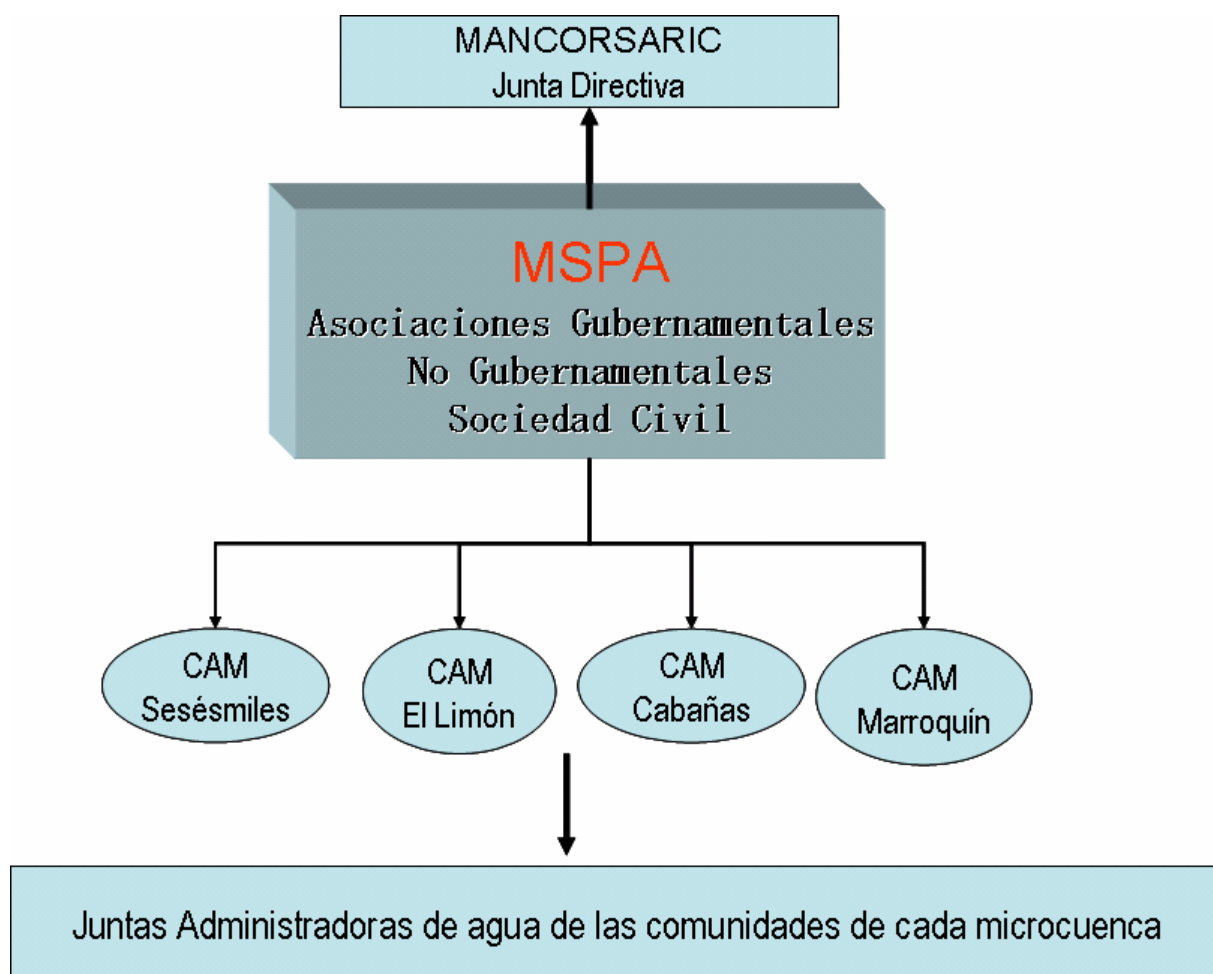 MANCORSARIC
Junta Directiva
MSPA
Asociaciones Gubernamentales
No Gubernamentales
Sociedad Civil
CAM
Sesésmiles
CAM
El Limón
CAM
Cabañas
CAM
Marroquín
Juntas Administradoras de agua de las comunidades de cada microcuenca